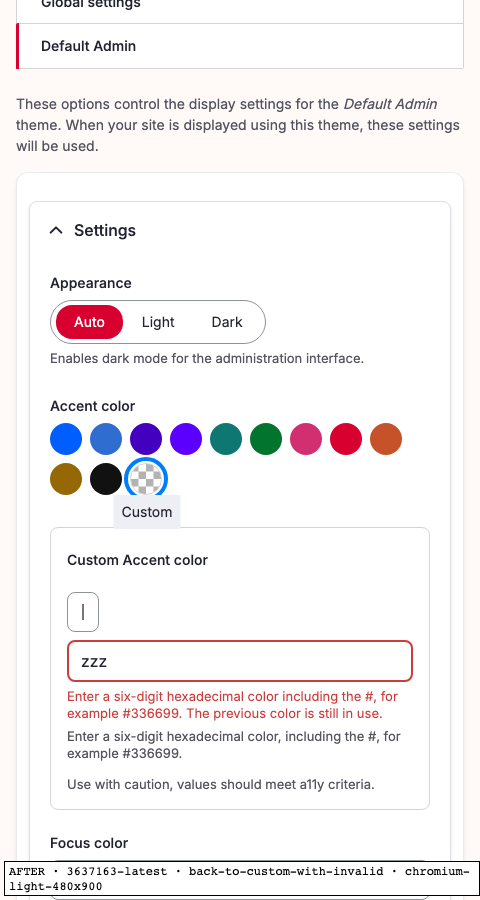 Global settings
Default Admin
These options control the display settings for the Default Admin
theme. When your site is displayed using this theme, these settings
will be used.
Settings
Appearance
Auto Light Dark
Enables dark mode for the administration interface.
Accent color
Custom
Custom Accent color
zzz
Enter a six-digit hexadecimal color including the #, for
example #336699. The previous color is still in use.
Enter a six-digit hexadecimal color, including the #, for
example #336699.
Use with caution, values should meet a11y criteria.
Focus color
AFTER · 3637163-latest · back-to-custom-with-invalid · chromium-
light-480x900